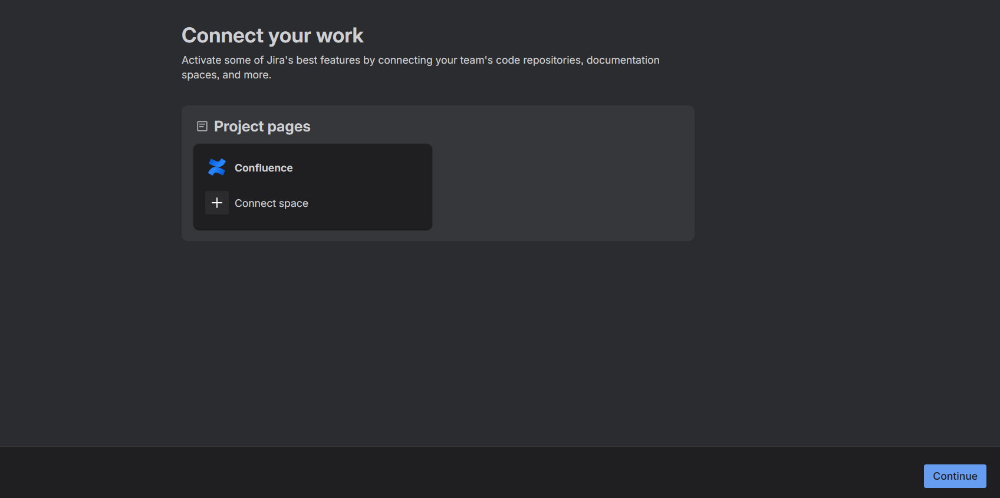 Connect your work
Activate some of Jira's best features by connecting your team's code repositories, documentation
spaces, and more.
Project pages
Confluence
Connect space
Continue